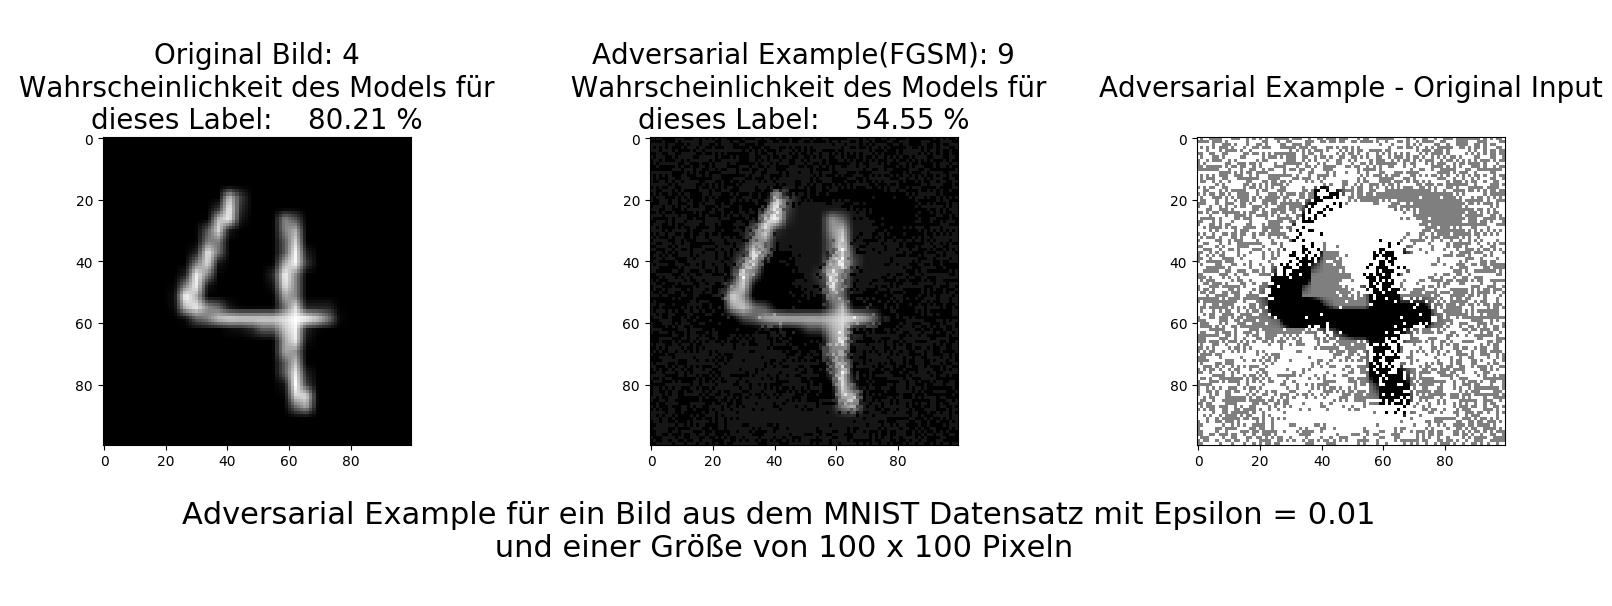 Original Bild: 4
Wahrscheinlichkeit des Models für
dieses Label: 80.21 %
0
20
40
60
80
0 20 40 60 80
Adversarial Example(FGSM): 9
Wahrscheinlichkeit des Models für
dieses Label: 54.55 %
0
20
40
60
80
0 20 40 60 80
Adversarial Example - Original Input
0
20
40
60
80
0 20 40 60 80
4
4
Adversarial Example für ein Bild aus dem MNIST Datensatz mit Epsilon = 0.01
und einer Größe von 100 x 100 Pixeln